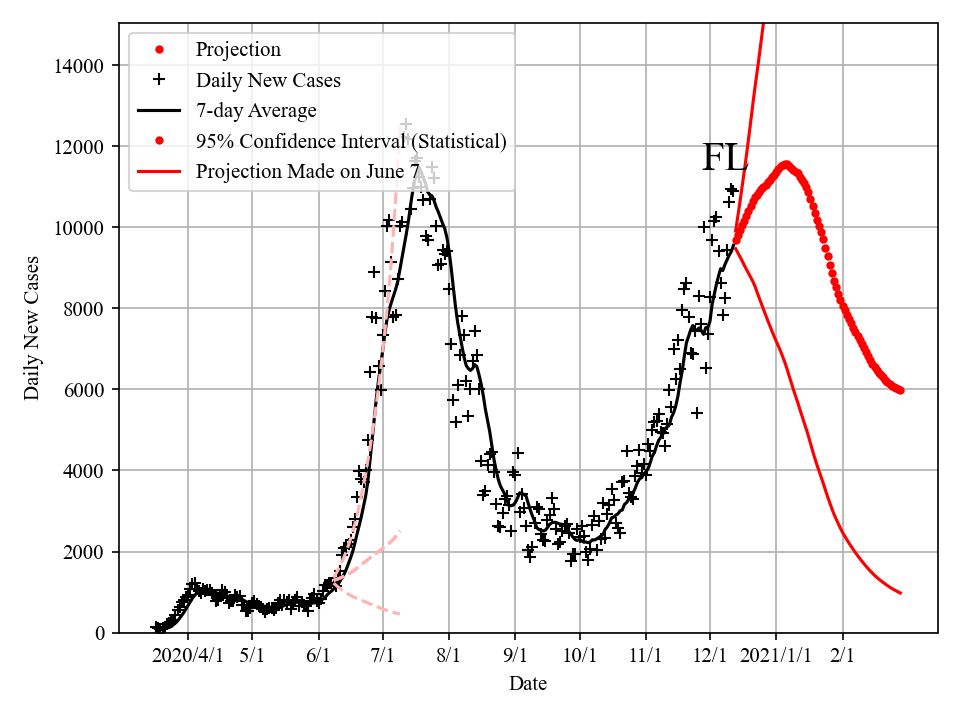 Projection
Daily New Cases
7-day Average
95% Confidence Interval (Statistical)
Projection Made on June 7
FL
14000
12000
10000
8000
6000
4000
2000
0
Daily New Cases
2020/4/1 5/1 6/1 7/1 8/1 9/1 10/1 11/1 12/1 2021/1/1 2/1
Date